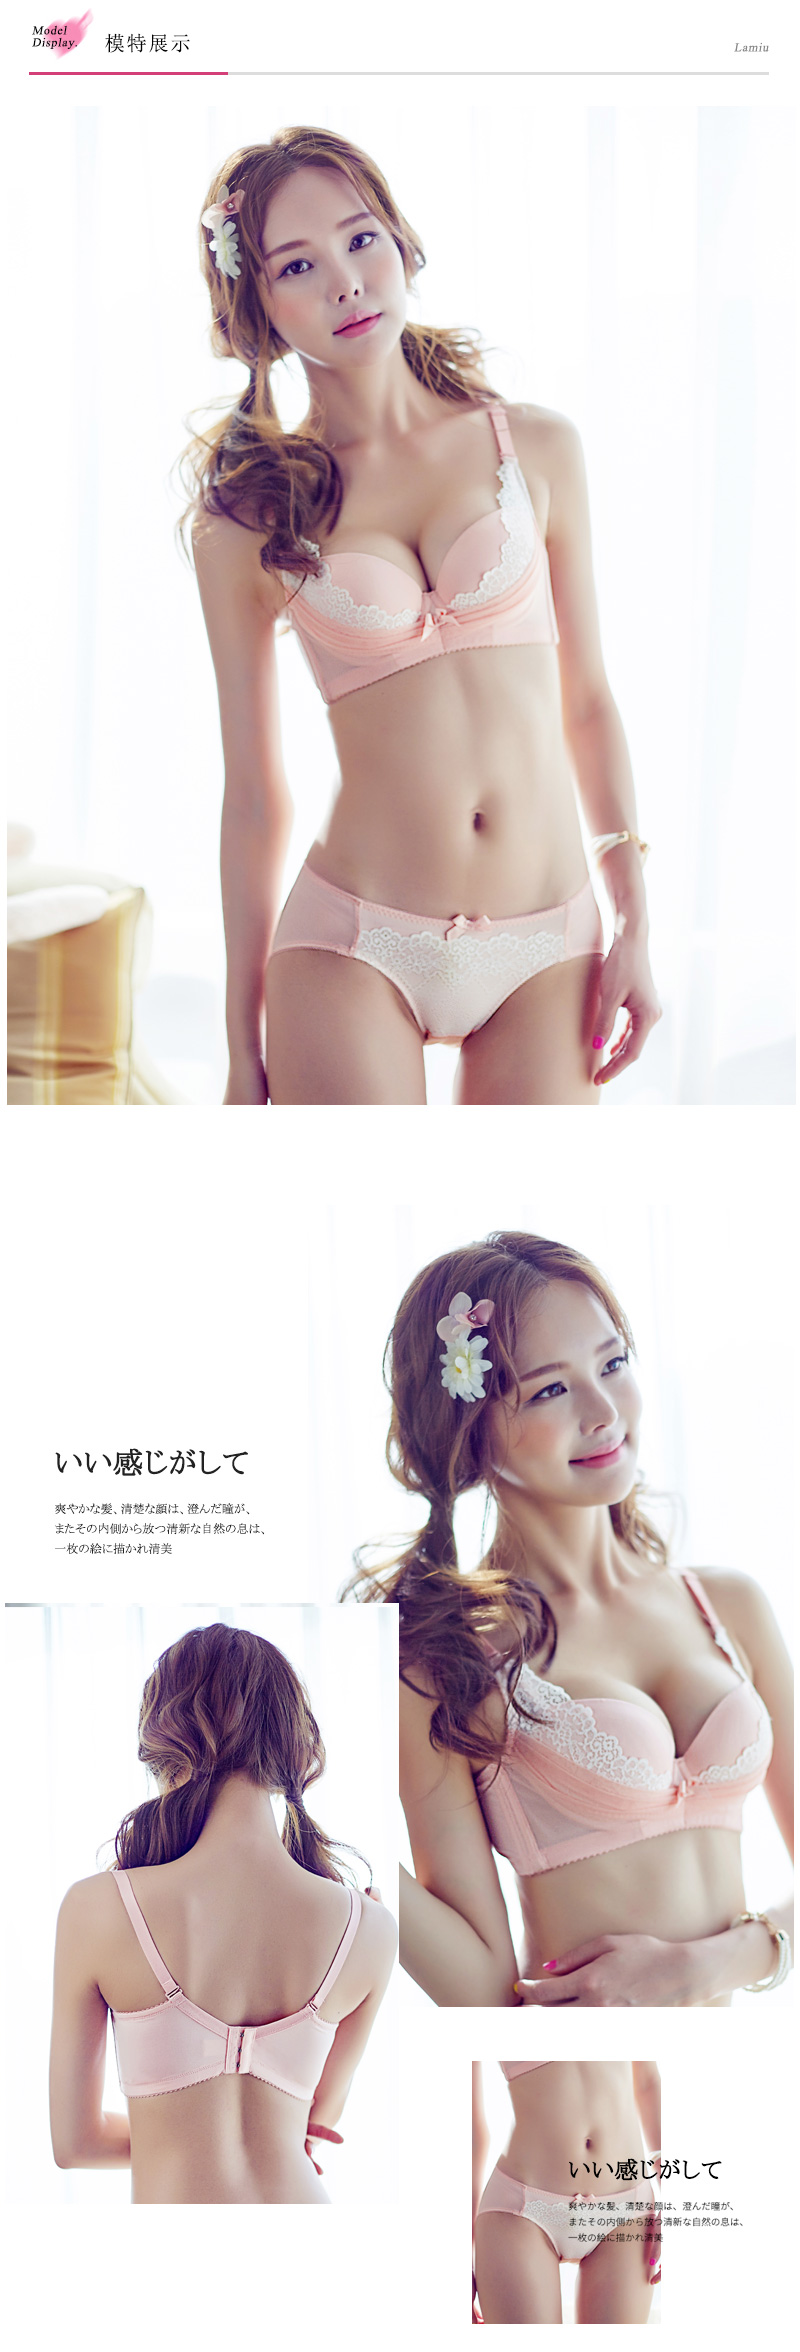 Model
Display.
模特展示
Lamiu
いい感じがして
爽やかな髪、清楚な顔は、澄んだ瞳が、
またその内側から放つ清新な自然の息は、
一枚の絵に描かれ清美
いい感じがして
爽やかな髪、清楚な顔は、澄んだ瞳が、
またその内側から放つ清新な自然の息は、
一枚の絵に描かれ清美